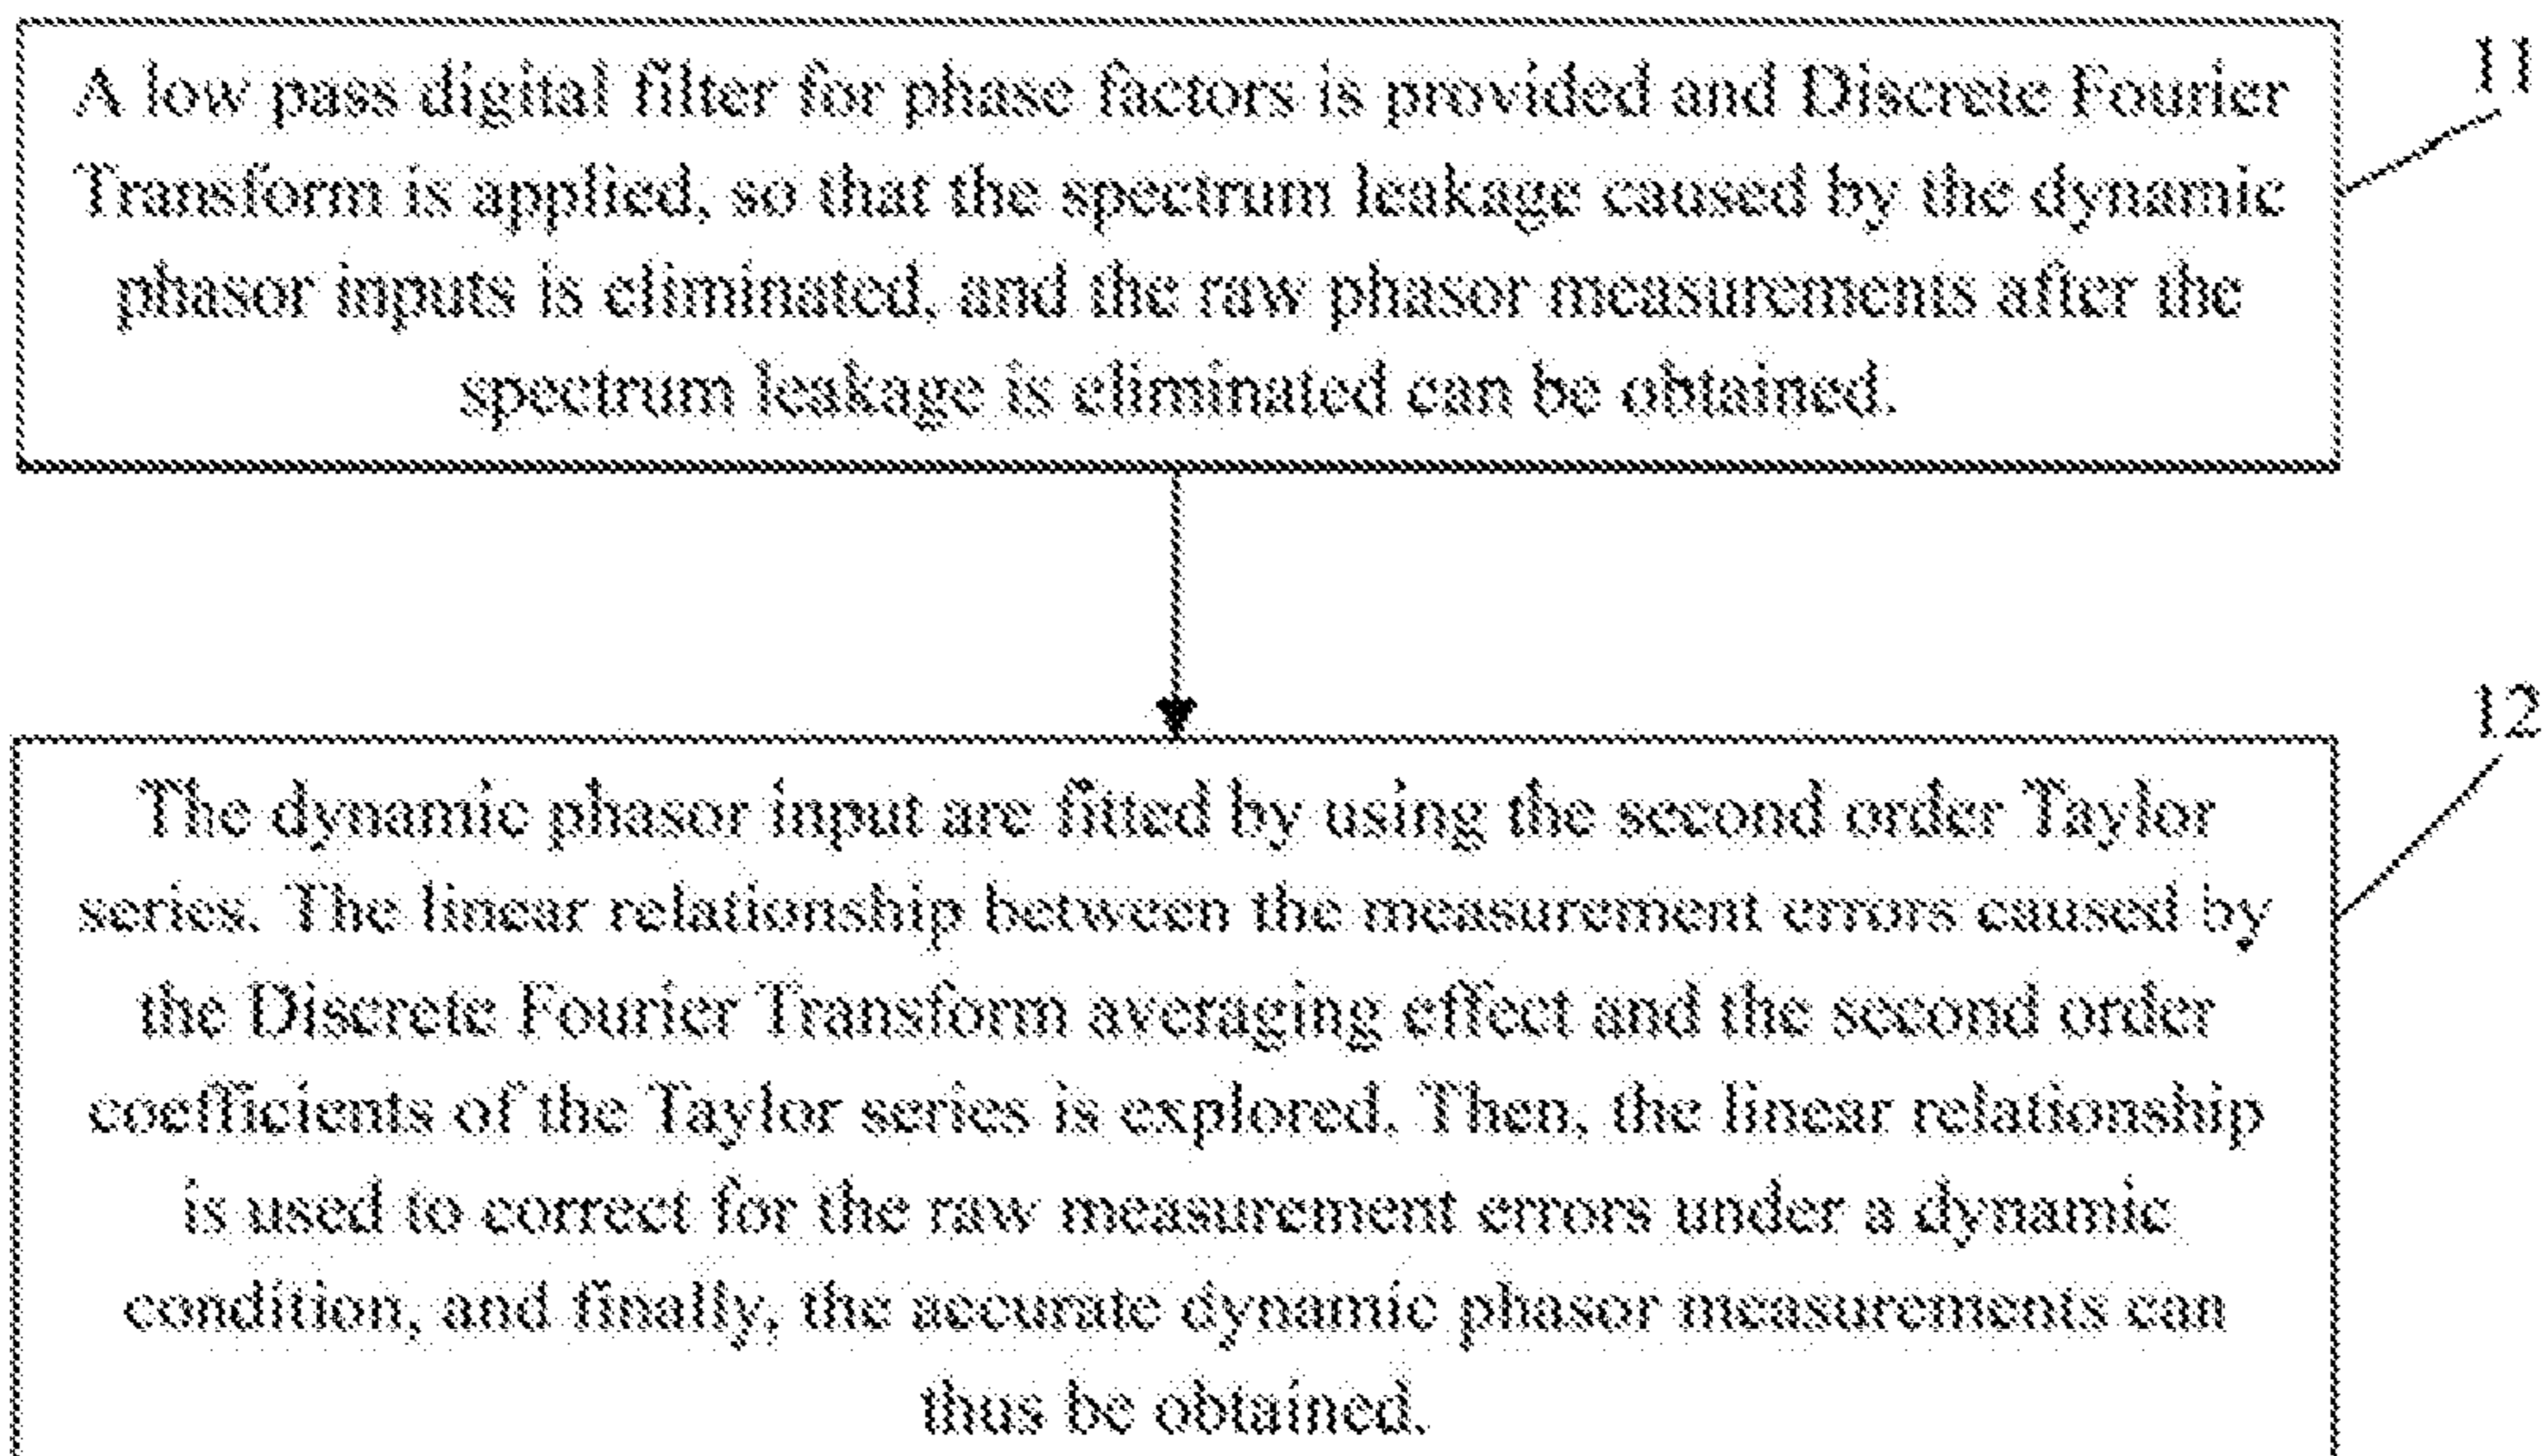 A low pass digital filter for phase factors is provided and Discrete Fourier
Transform is applied, so that the spectrum leakage caused by the dynamic
phasor inputs is eliminated, and the raw phasor measurements after the
spectrum leakage is eliminated can be obtained.
11
12
The dynamic phasor input are fitted by using the second order Taylor
series. The linear relationship between the measurement errors caused by
the Discrete Fourier Transform averaging effect and the second order
coefficients of the Taylor series is explored. Then, the linear relationship
is used to correct for the raw measurement errors under a dynamic
condition, and finally, the accurate dynamic phasor measurements can
thus be obtained.